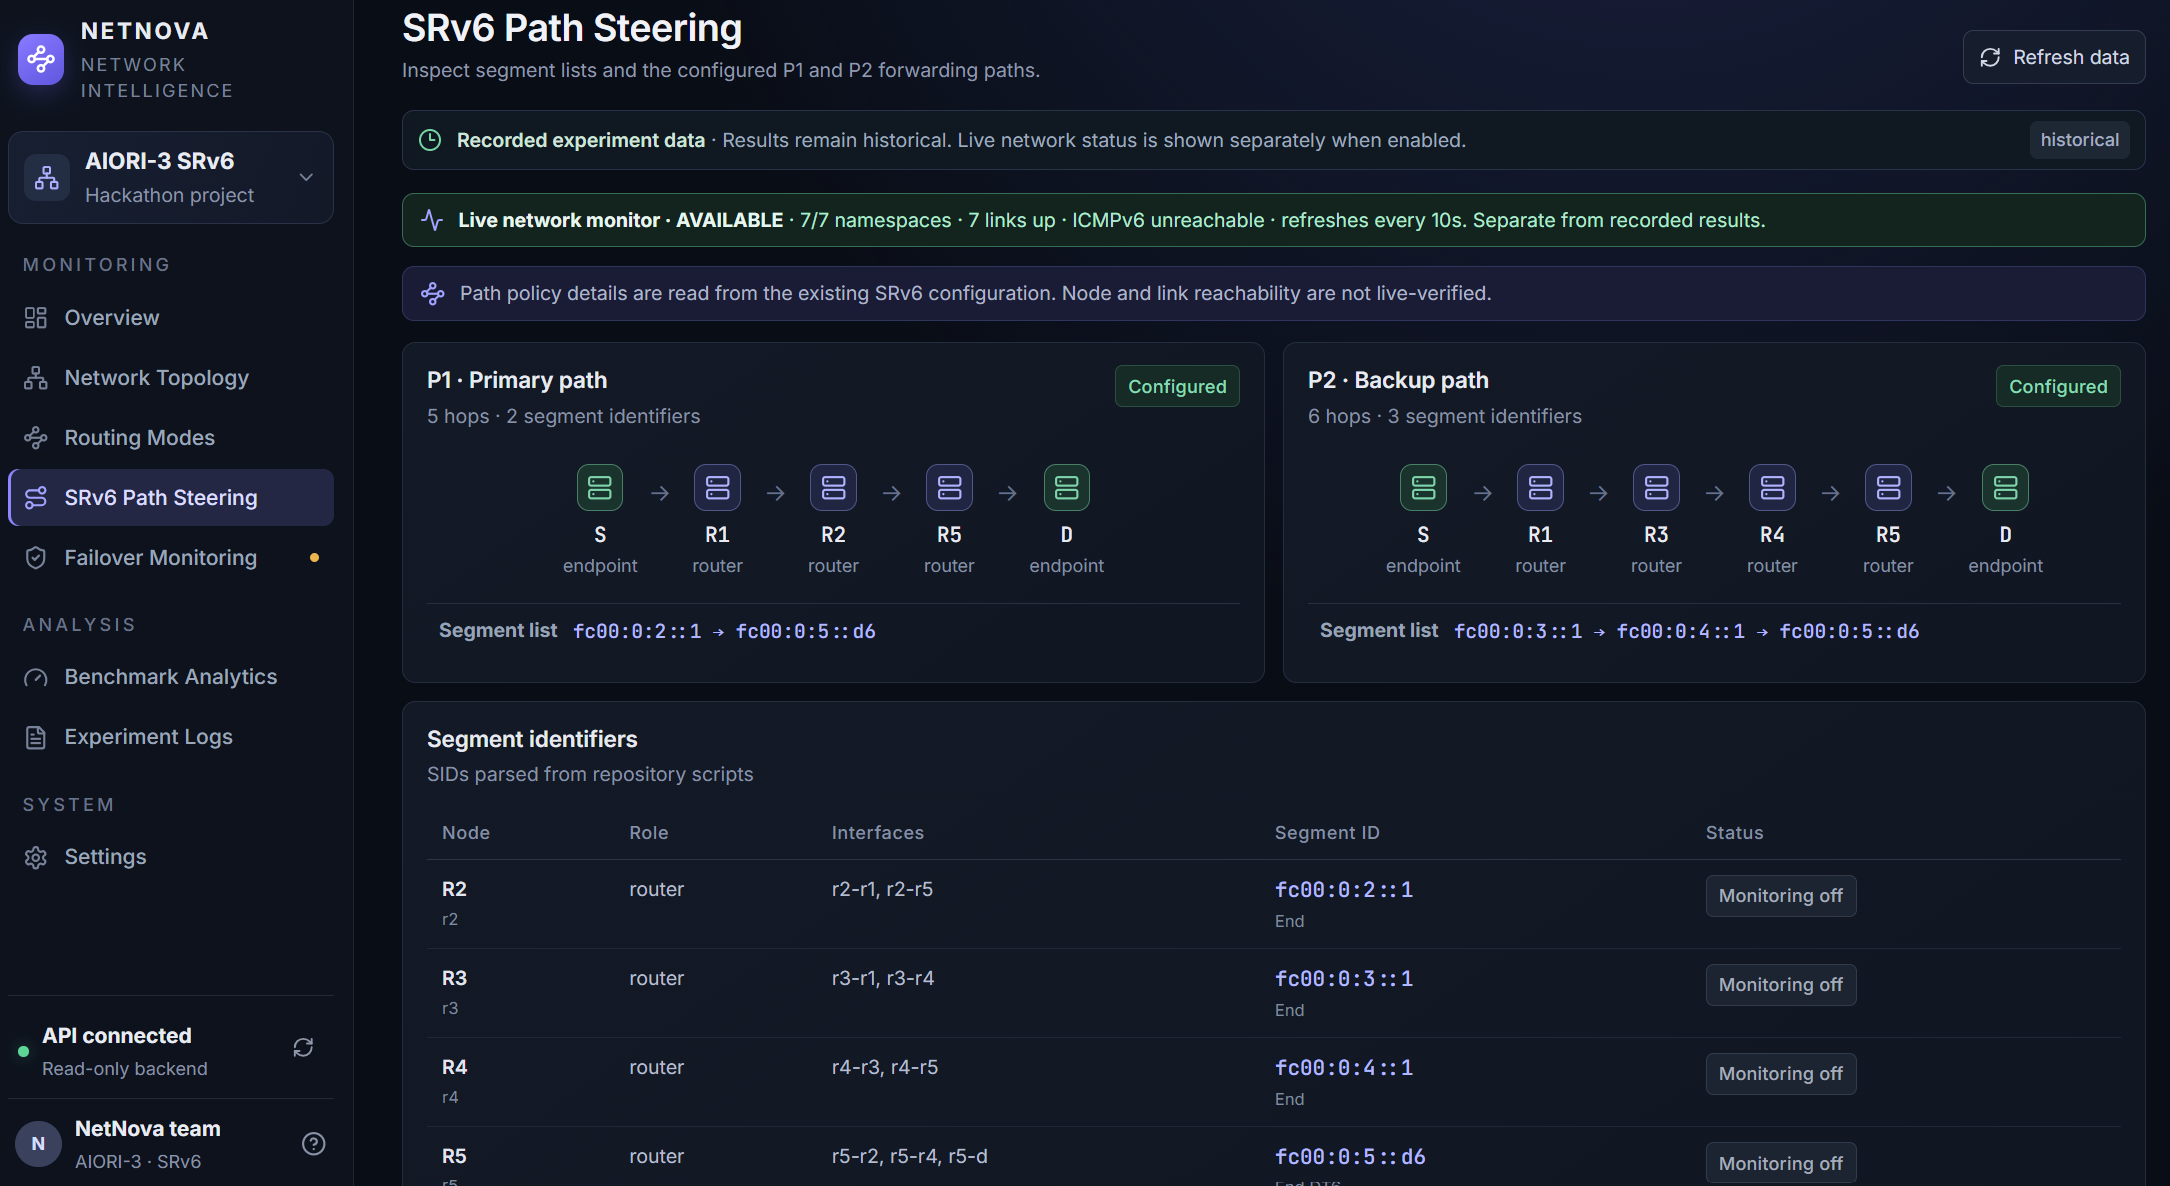 NETNOVA
NETWORK
INTELLIGENCE
AIORI-3 SRv6
Hackathon project
MONITORING
Overview
Network Topology
Routing Modes
SRv6 Path Steering
Failover Monitoring
ANALYSIS
Benchmark Analytics
Experiment Logs
SYSTEM
Settings
API connected
Read-only backend
N
NetNova team
AIORI-3 · SRv6
SRv6 Path Steering
Inspect segment lists and the configured P1 and P2 forwarding paths.
Refresh data
Recorded experiment data · Results remain historical. Live network status is shown separately when enabled.
historical
Live network monitor · AVAILABLE · 7/7 namespaces · 7 links up · ICMPv6 unreachable · refreshes every 10s. Separate from recorded results.
Path policy details are read from the existing SRv6 configuration. Node and link reachability are not live-verified.
P1 · Primary path
Configured
5 hops · 2 segment identifiers
S → R1 → R2 → R5 → D
endpoint router router router endpoint
Segment list fc00:0:2::1 → fc00:0:5::d6
P2 · Backup path
Configured
6 hops · 3 segment identifiers
S → R1 → R3 → R4 → R5 → D
endpoint router router router router endpoint
Segment list fc00:0:3::1 → fc00:0:4::1 → fc00:0:5::d6
Segment identifiers
SIDs parsed from repository scripts
Node Role Interfaces Segment ID Status
R2 router r2-r1, r2-r5 fc00:0:2::1 Monitoring off
r2 End
R3 router r3-r1, r3-r4 fc00:0:3::1 Monitoring off
r3 End
R4 router r4-r3, r4-r5 fc00:0:4::1 Monitoring off
r4 End
R5 router r5-r2, r5-r4, r5-d fc00:0:5::d6 Monitoring off